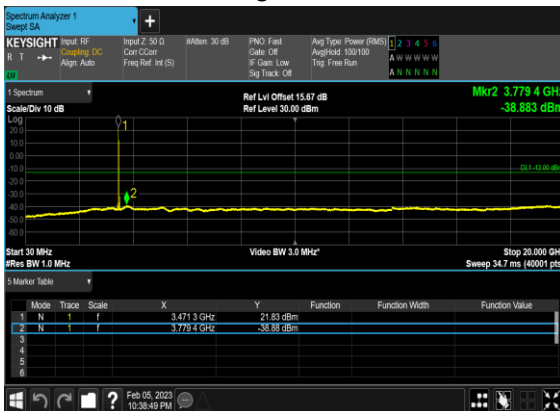 Spectrum Analyzer 1
Swept SA
+
KEYSIGHT Input: RF Input Z: 50 Ω #Atten: 30 dB PNO: Fast Avg Type: Power (RMS) 1 2 3 4 5 6
R T Coupling: DC Corr CCorr Gate: Off Avg|Hold: 100/100 A W W W W W
Align: Auto Freq Ref: Int (S) IF Gain: Low Trig: Free Run
Sig Track: Off A N N N N N
1 Spectrum Ref Lvl Offset 15.67 dB Mkr2 3.779 4 GHz
Scale/Div 10 dB Ref Level 30.00 dBm -38.883 dBm
Log
20.0
10.0
0.00
-10.0
-20.0
-30.0
-40.0
-50.0
-60.0
1
2
DL1 -13.00 dBm
Start 30 MHz Video BW 3.0 MHz* Stop 20.000 GHz
#Res BW 1.0 MHz Sweep 34.7 ms (40001 pts)
5 Marker Table
Mode Trace Scale X Y Function Function Width Function Value
1 N 1 f 3.471 3 GHz 21.83 dBm
2 N 1 f 3.779 4 GHz -38.88 dBm
3
4
5
6
? Feb 05, 2023
10:38:49 PM